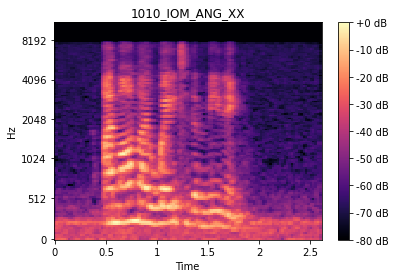 1010_IOM_ANG_XX
+0 dB
8192
-10 dB
4096
-20 dB
-30 dB
2048
Hz
-40 dB
1024
-50 dB
512
-60 dB
-70 dB
0
-80 dB
0 0.5 1 1.5 2 2.5
Time